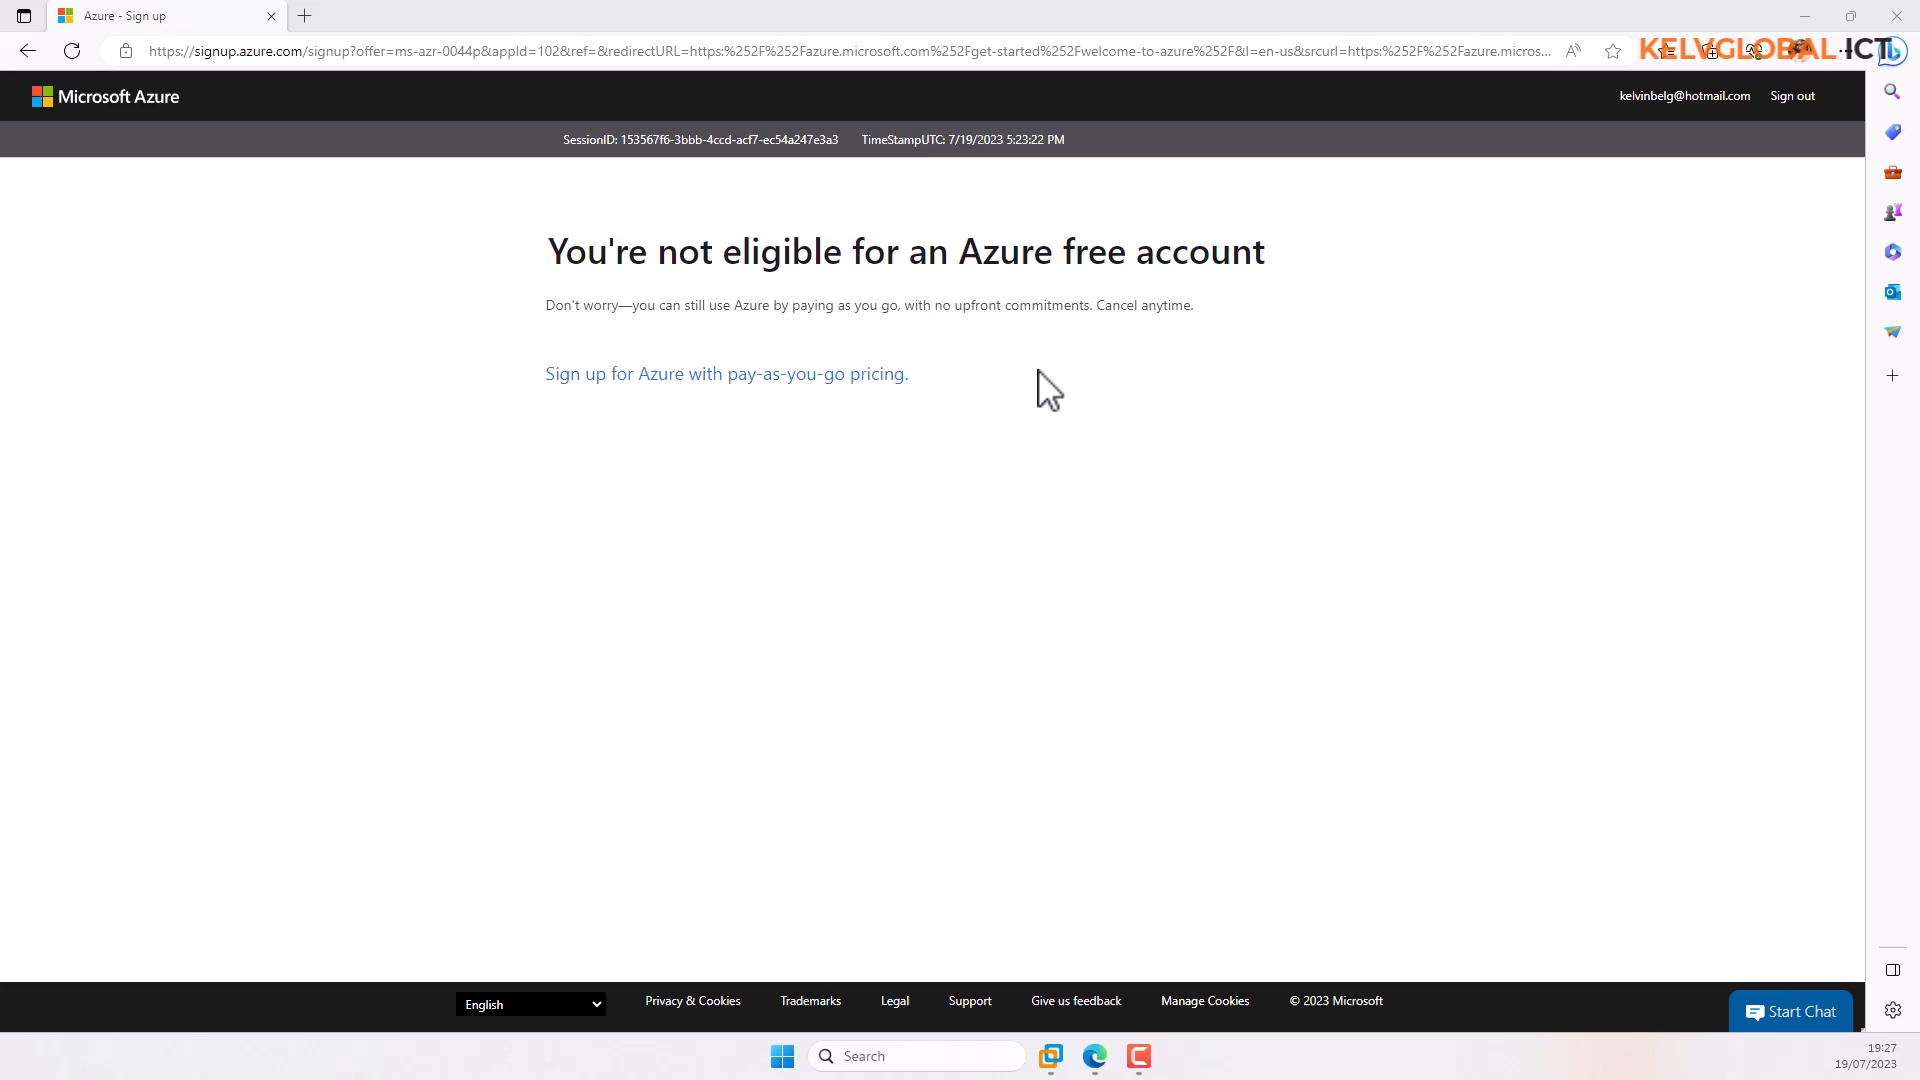 Azure - Sign up
https://signup.azure.com/signup?offer=ms-azr-0044p&appId=102&ref=&redirectURL=https:%252F%252Fazure.microsoft.com%252Fget-started%252Fwelcome-to-azure%252F&l=en-us&srcurl=https:%252F%252Fazure.micros...
KELVGLOBAL ICT
Microsoft Azure
kelvinbelg@hotmail.com Sign out
SessionID: 153567f6-3bbb-4ccd-acf7-ec54a247e3a3 TimeStampUTC: 7/19/2023 5:23:22 PM
You're not eligible for an Azure free account
Don't worry—you can still use Azure by paying as you go, with no upfront commitments. Cancel anytime.
Sign up for Azure with pay-as-you-go pricing.
English Privacy & Cookies Trademarks Legal Support Give us feedback Manage Cookies © 2023 Microsoft
Start Chat
Search
19:27
19/07/2023